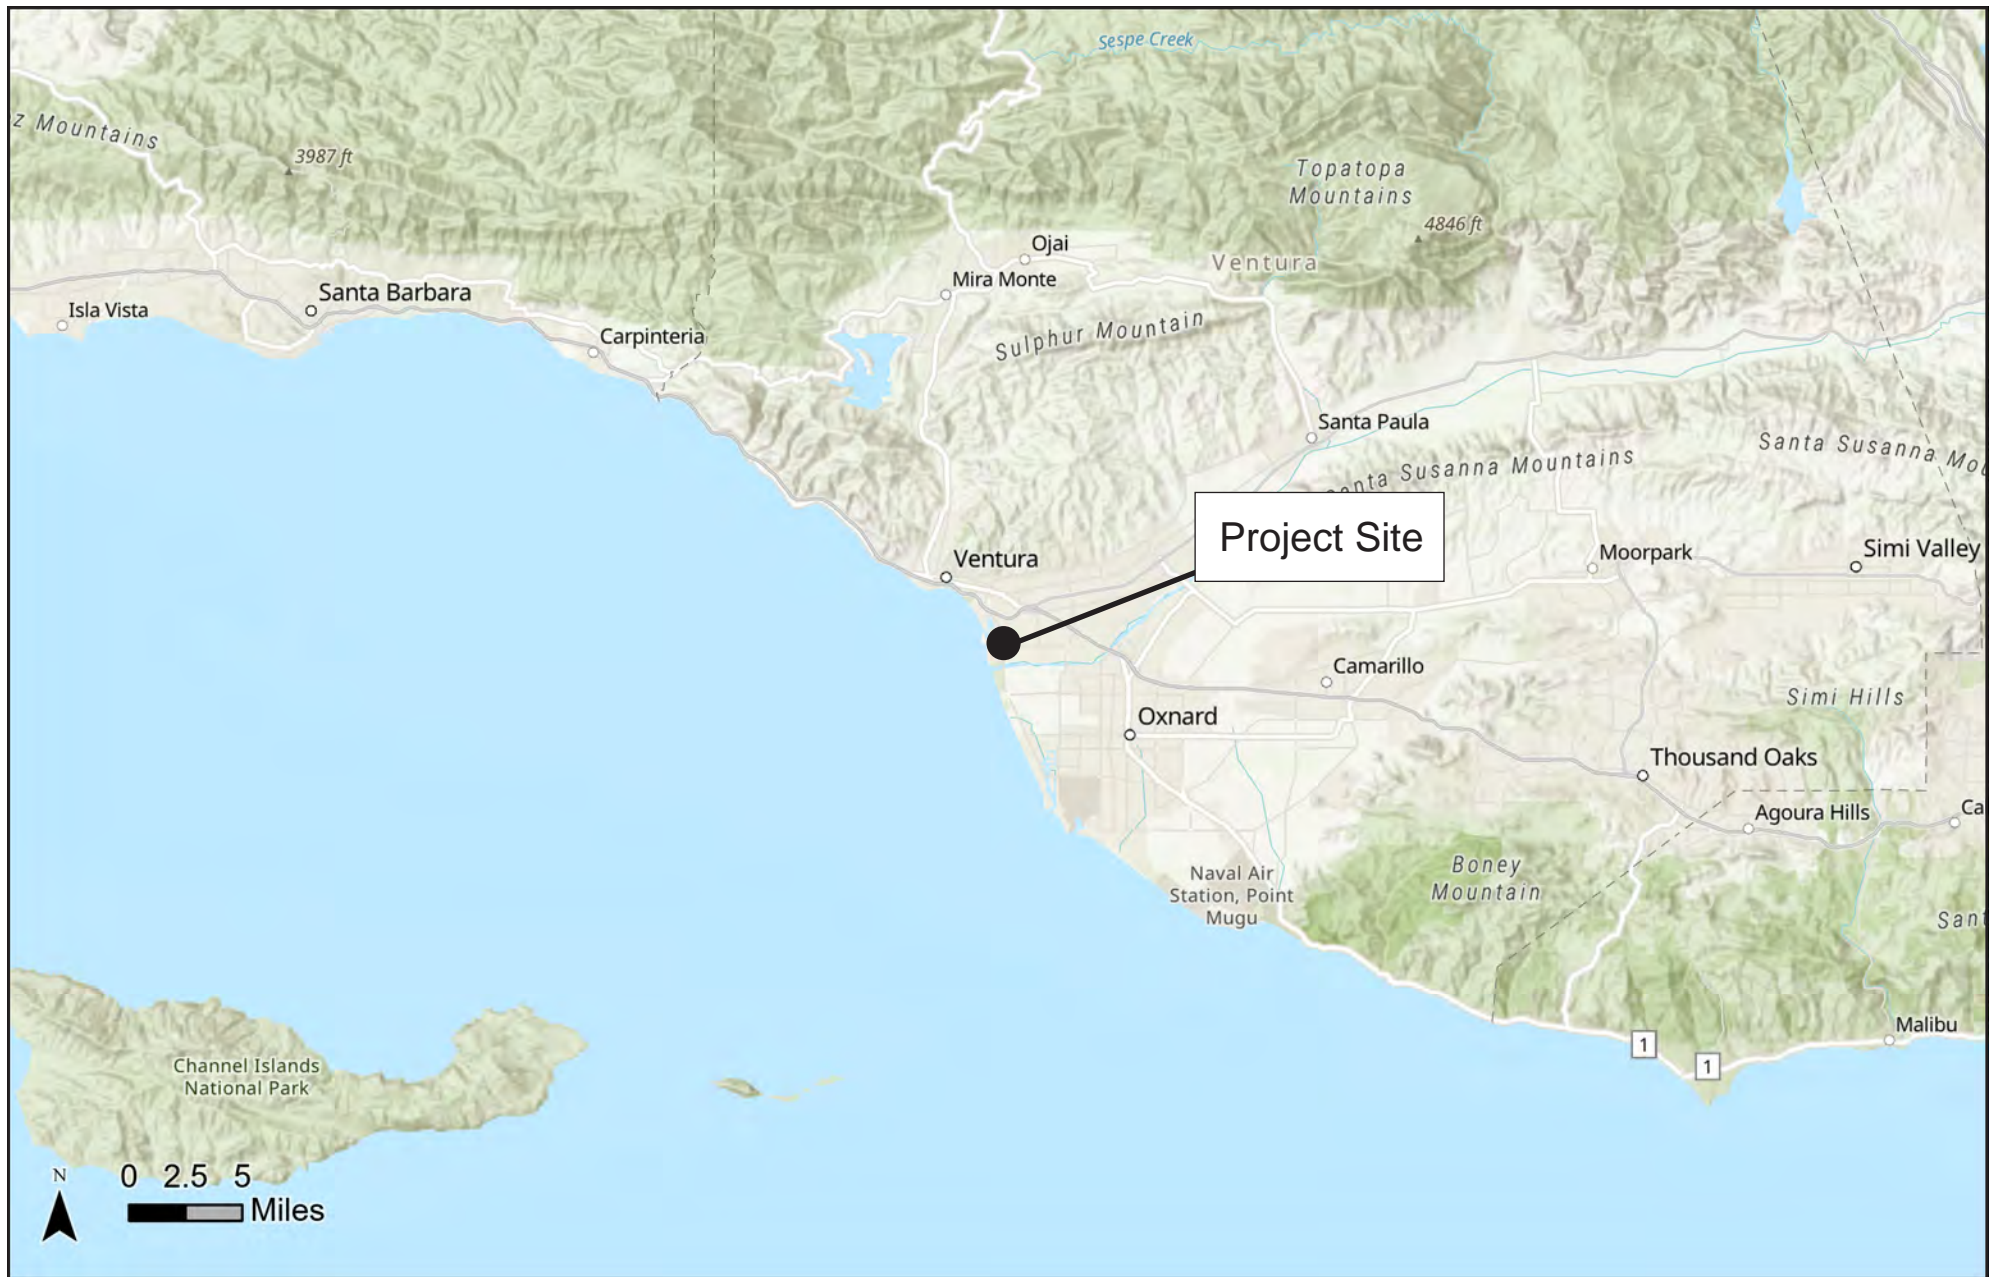 Sespe Creek
z Mountains
3987 ft
Topatopa
Mountains
4846 ft
Ojai
Ventura
Mira Monte
Santa Barbara
Isla Vista
Sulphur Mountain
Carpinteria
Santa Paula
Santa Susanna Mou
anta Susanna Mountains
Project Site
Ventura
Moorpark
Simi Valley
Camarillo
Simi Hills
Oxnard
Thousand Oaks
Agoura Hills
Ca
Naval Air
Station, Point
Mugu
Boney
Mountain
Sant
Malibu
1
1
Channel Islands
National Park
N
0 2.5 5
Miles